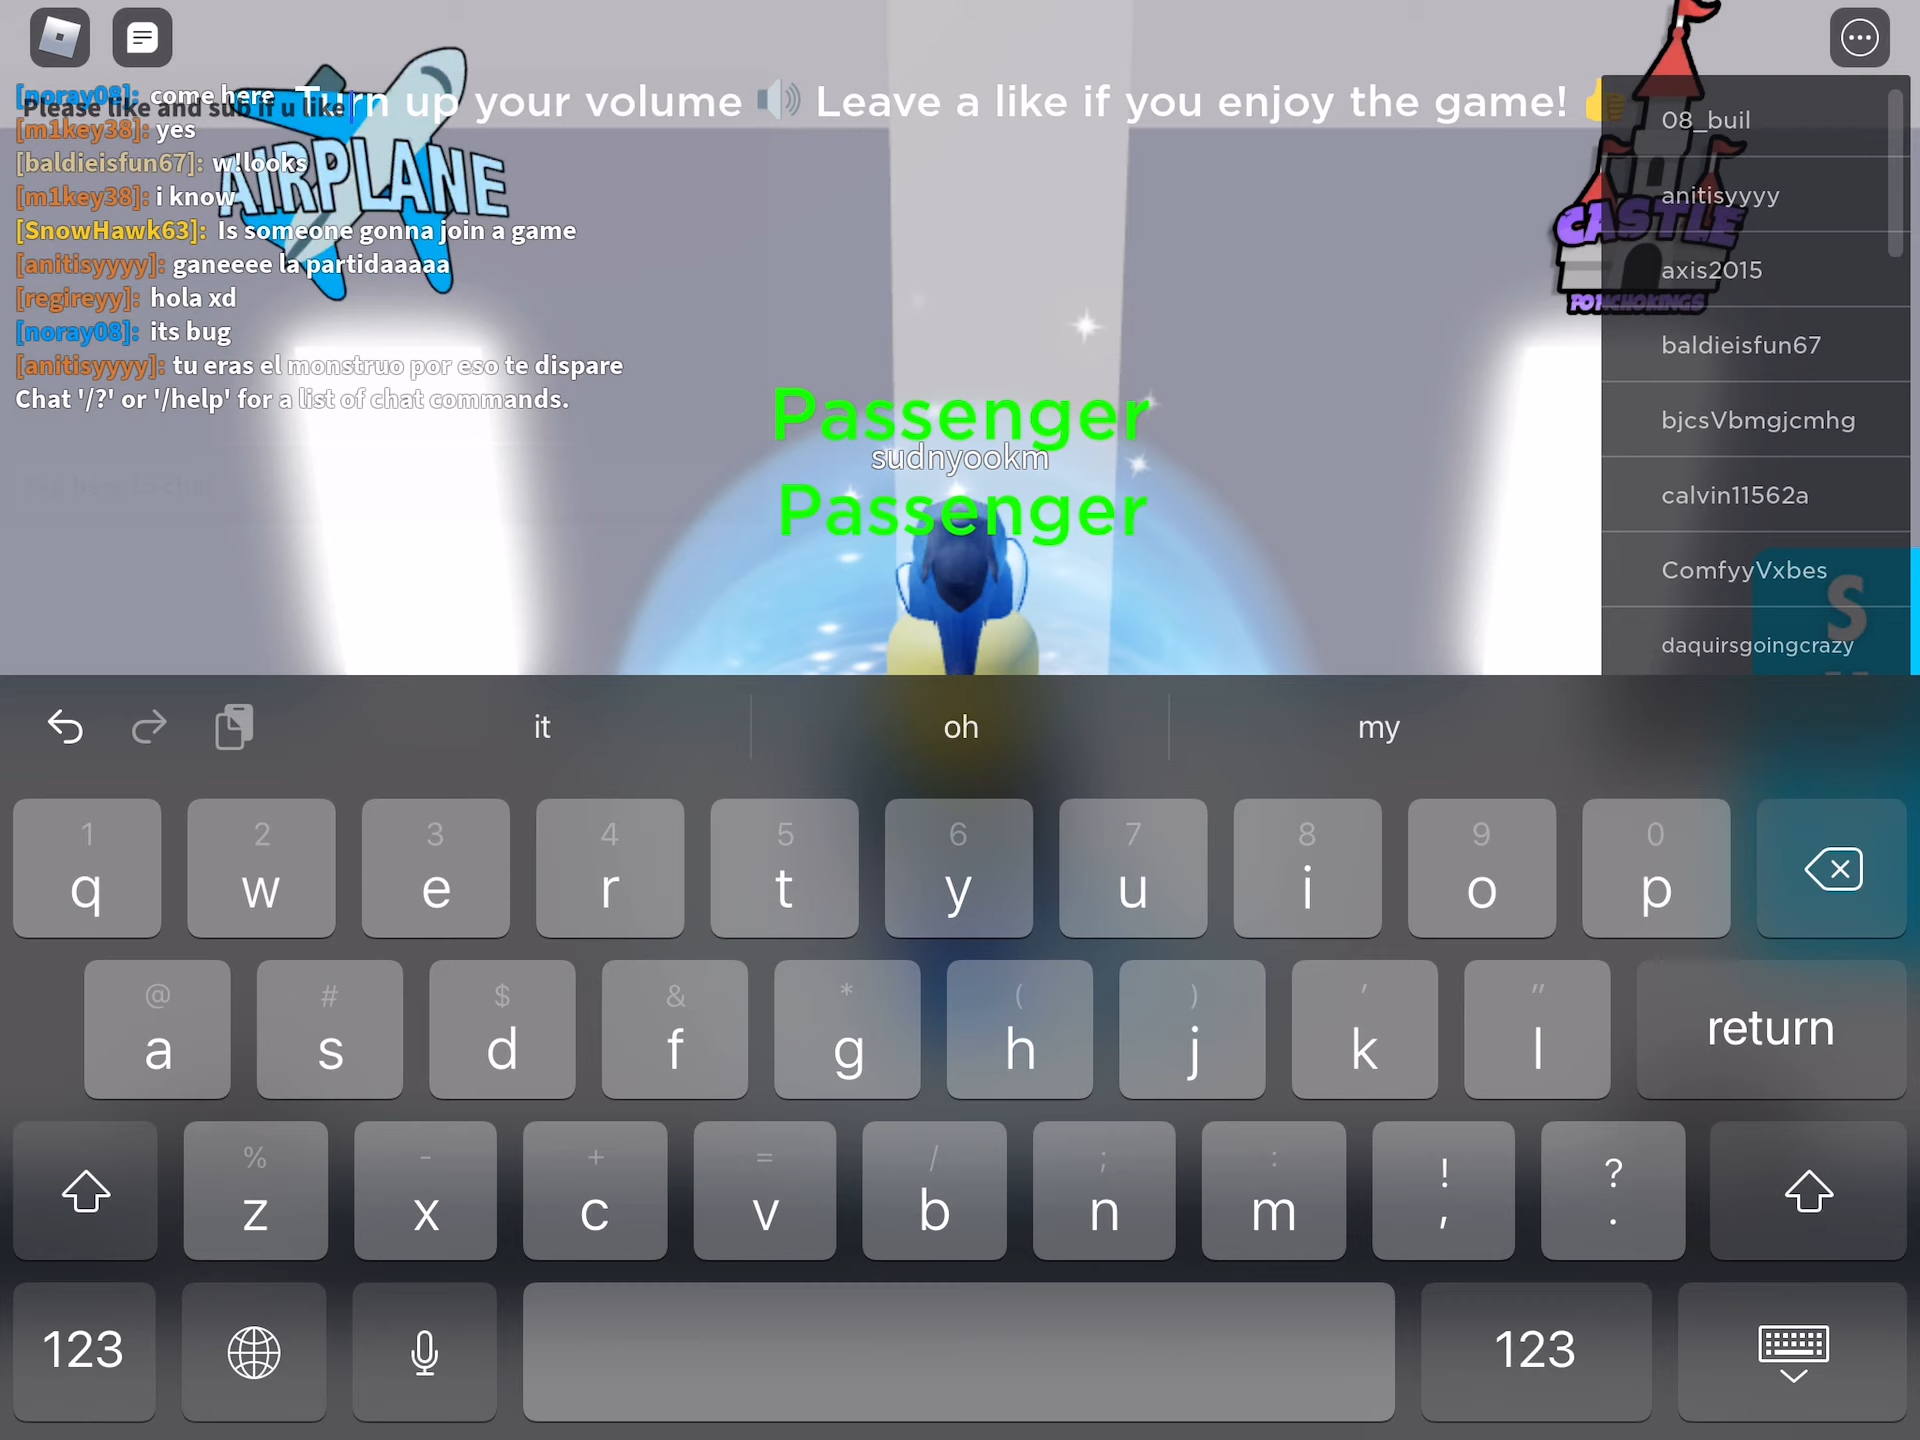 Turn up your volume 🔊 Leave a like if you enjoy the game! 👍
Please like and sub if u like
[noray08]: come here
[m1key38]: yes
[baldieisfun67]: w!looks
[m1key38]: i know
[SnowHawk63]: Is someone gonna join a game
[anitisyyyy]: ganeeee la partidaaaaa
[regireyy]: hola xd
[noray08]: its bug
[anitisyyyy]: tu eras el monstruo por eso te dispare
Chat '/?' or '/help' for a list of chat commands.
AIRPLANE
CASTLE
Passenger
sudnyookm
Passenger
08_buil
anitisyyyy
axis2015
baldieisfun67
bjcsVbmgjcmhg
calvin11562a
ComfyyVxbes
daquirsgoingcrazy
S
it oh my
1 2 3 4 5 6 7 8 9 0
q w e r t y u i o p
@ # $ & * ( ) ' "
a s d f g h j k l return
% - + = / ; : ! ?
z x c v b n m , .
123 123